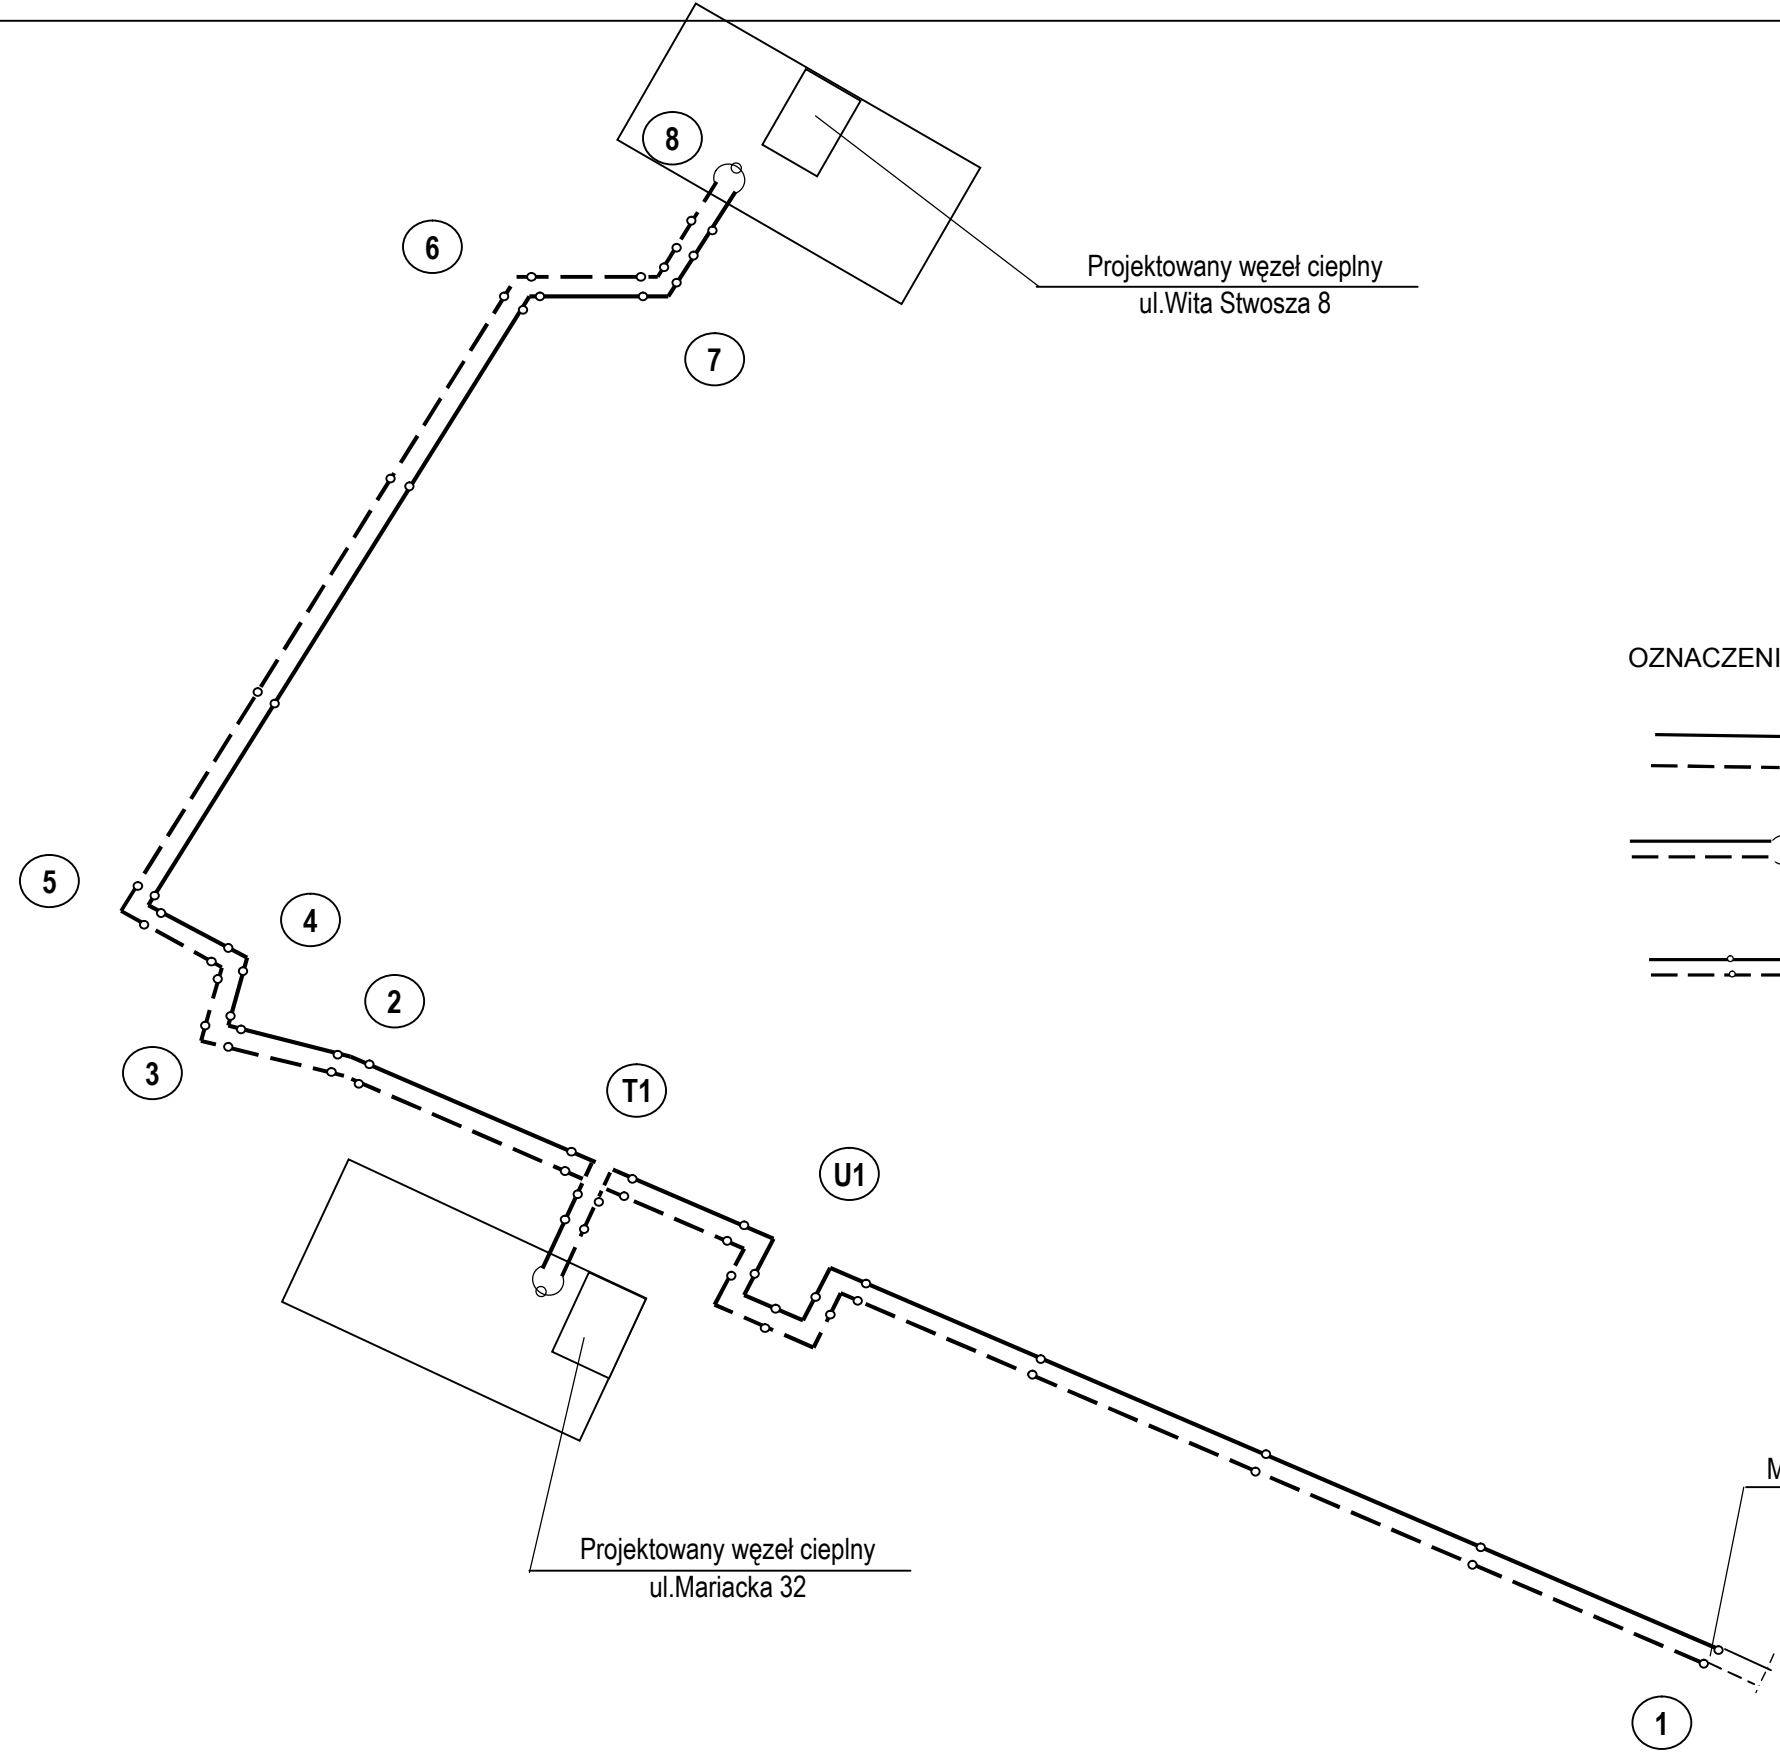 8
6
Projektowany węzeł cieplny
ul.Wita Stwosza 8
7
OZNACZENI
5
4
2
3
T1
U1
M
Projektowany węzeł cieplny
ul.Mariacka 32
1